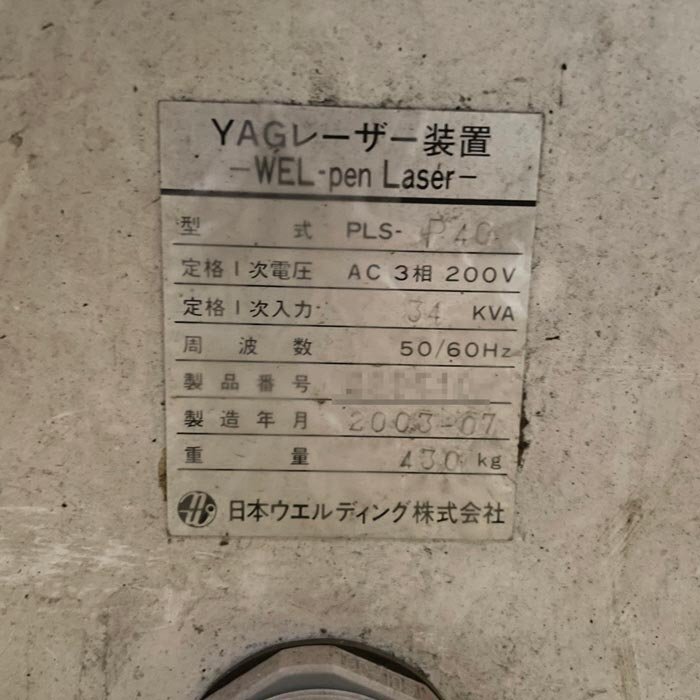 YAGレーザー装置
-WEL-pen Laser-
型 式 PLS- P40
定格1次電圧 AC 3相 200V
定格1次入力 34 KVA
周波数 50/60Hz
製品番号
製造年月 2003-07
重量 430 kg
日本ウエルディング株式会社